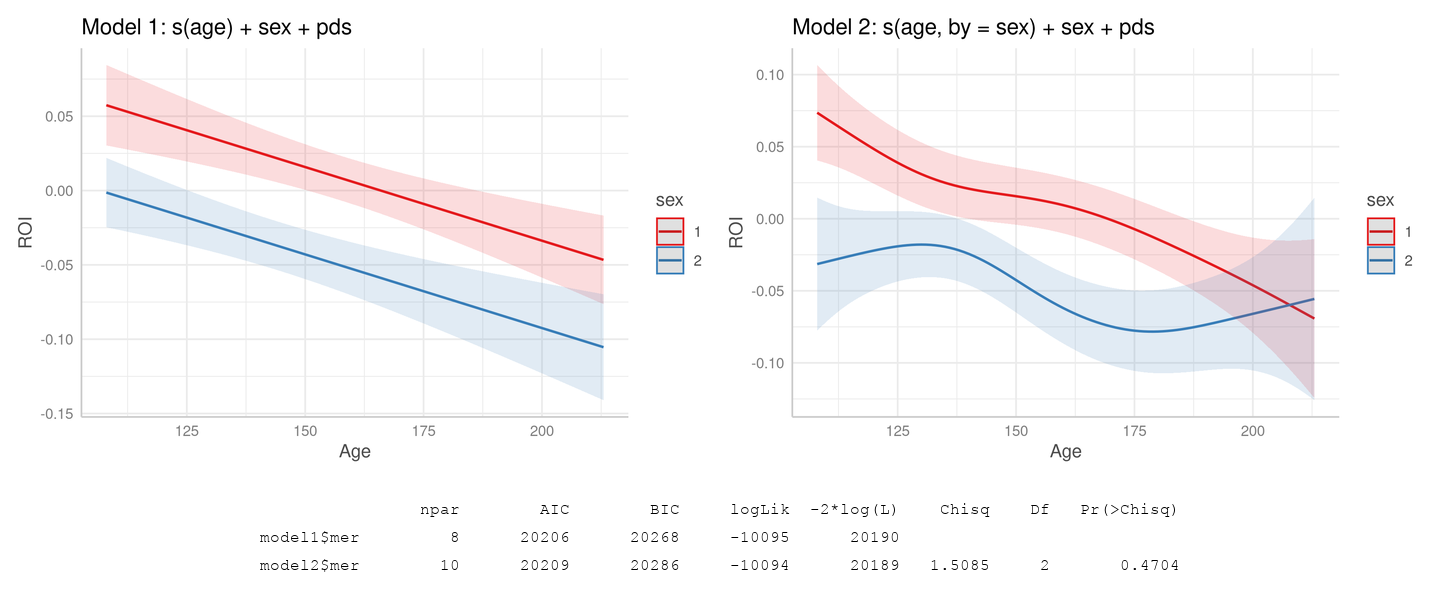 Model 1: s(age) + sex + pds
0.05
0.00
-0.05
-0.10
-0.15
ROI
125 150 175 200
Age
sex
1
2
Model 2: s(age, by = sex) + sex + pds
0.10
0.05
0.00
-0.05
-0.10
ROI
125 150 175 200
Age
sex
1
2
npar AIC BIC logLik -2*log(L) Chisq Df Pr(>Chisq)
model1$mer 8 20206 20268 -10095 20190
model2$mer 10 20209 20286 -10094 20189 1.5085 2 0.4704